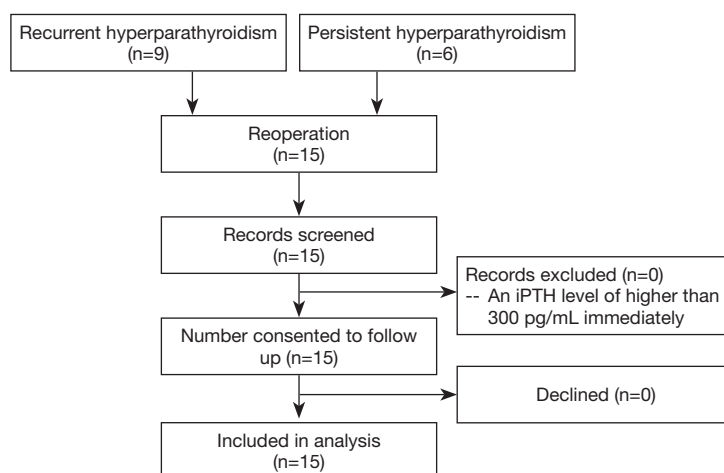 Recurrent hyperparathyroidism
(n=9)
Persistent hyperparathyroidism
(n=6)
Reoperation
(n=15)
Records screened
(n=15)
Records excluded (n=0)
-- An iPTH level of higher than
300 pg/mL immediately
Number consented to follow
up (n=15)
Declined (n=0)
Included in analysis
(n=15)